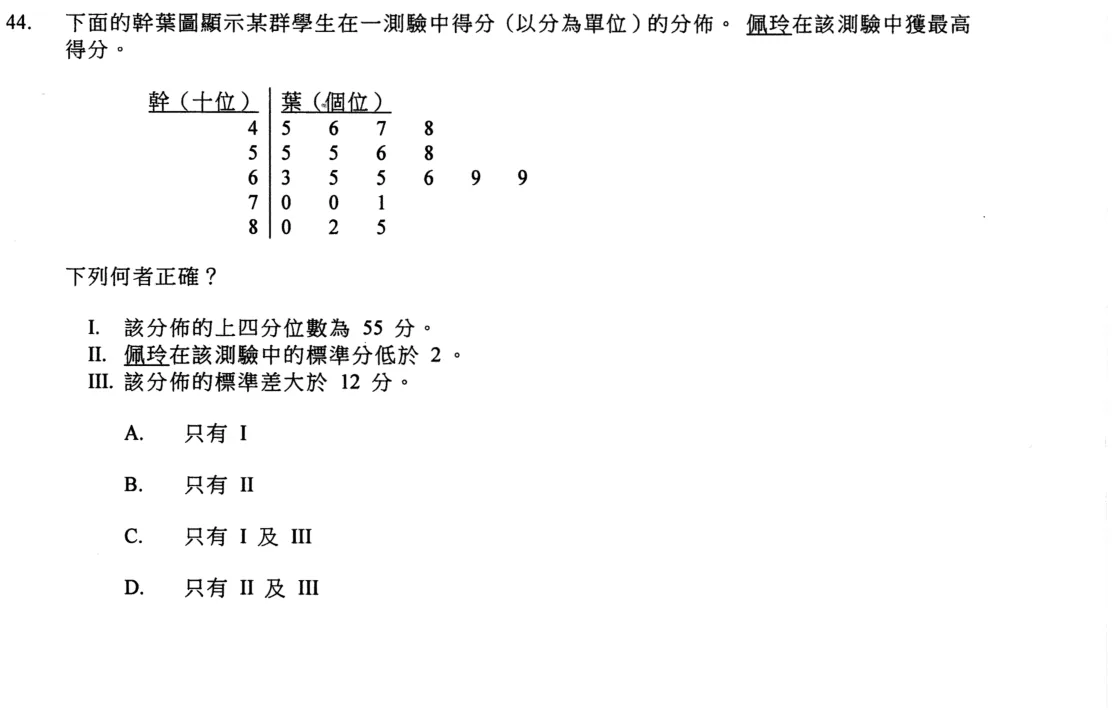 44. 下面的幹葉圖顯示某群學生在一測驗中得分（以分為單位）的分佈。 佩玲在該測驗中獲最高
得分。
幹（十位） 葉（個位）
4 5 6 7 8
5 5 5 6 8
6 3 5 5 6 9 9
7 0 0 1
8 0 2 5
下列何者正確？
I. 該分佈的上四分位數為 55 分。
II. 佩玲在該測驗中的標準分低於 2 。
III. 該分佈的標準差大於 12 分。
A. 只有 I
B. 只有 II
C. 只有 I 及 III
D. 只有 II 及 III